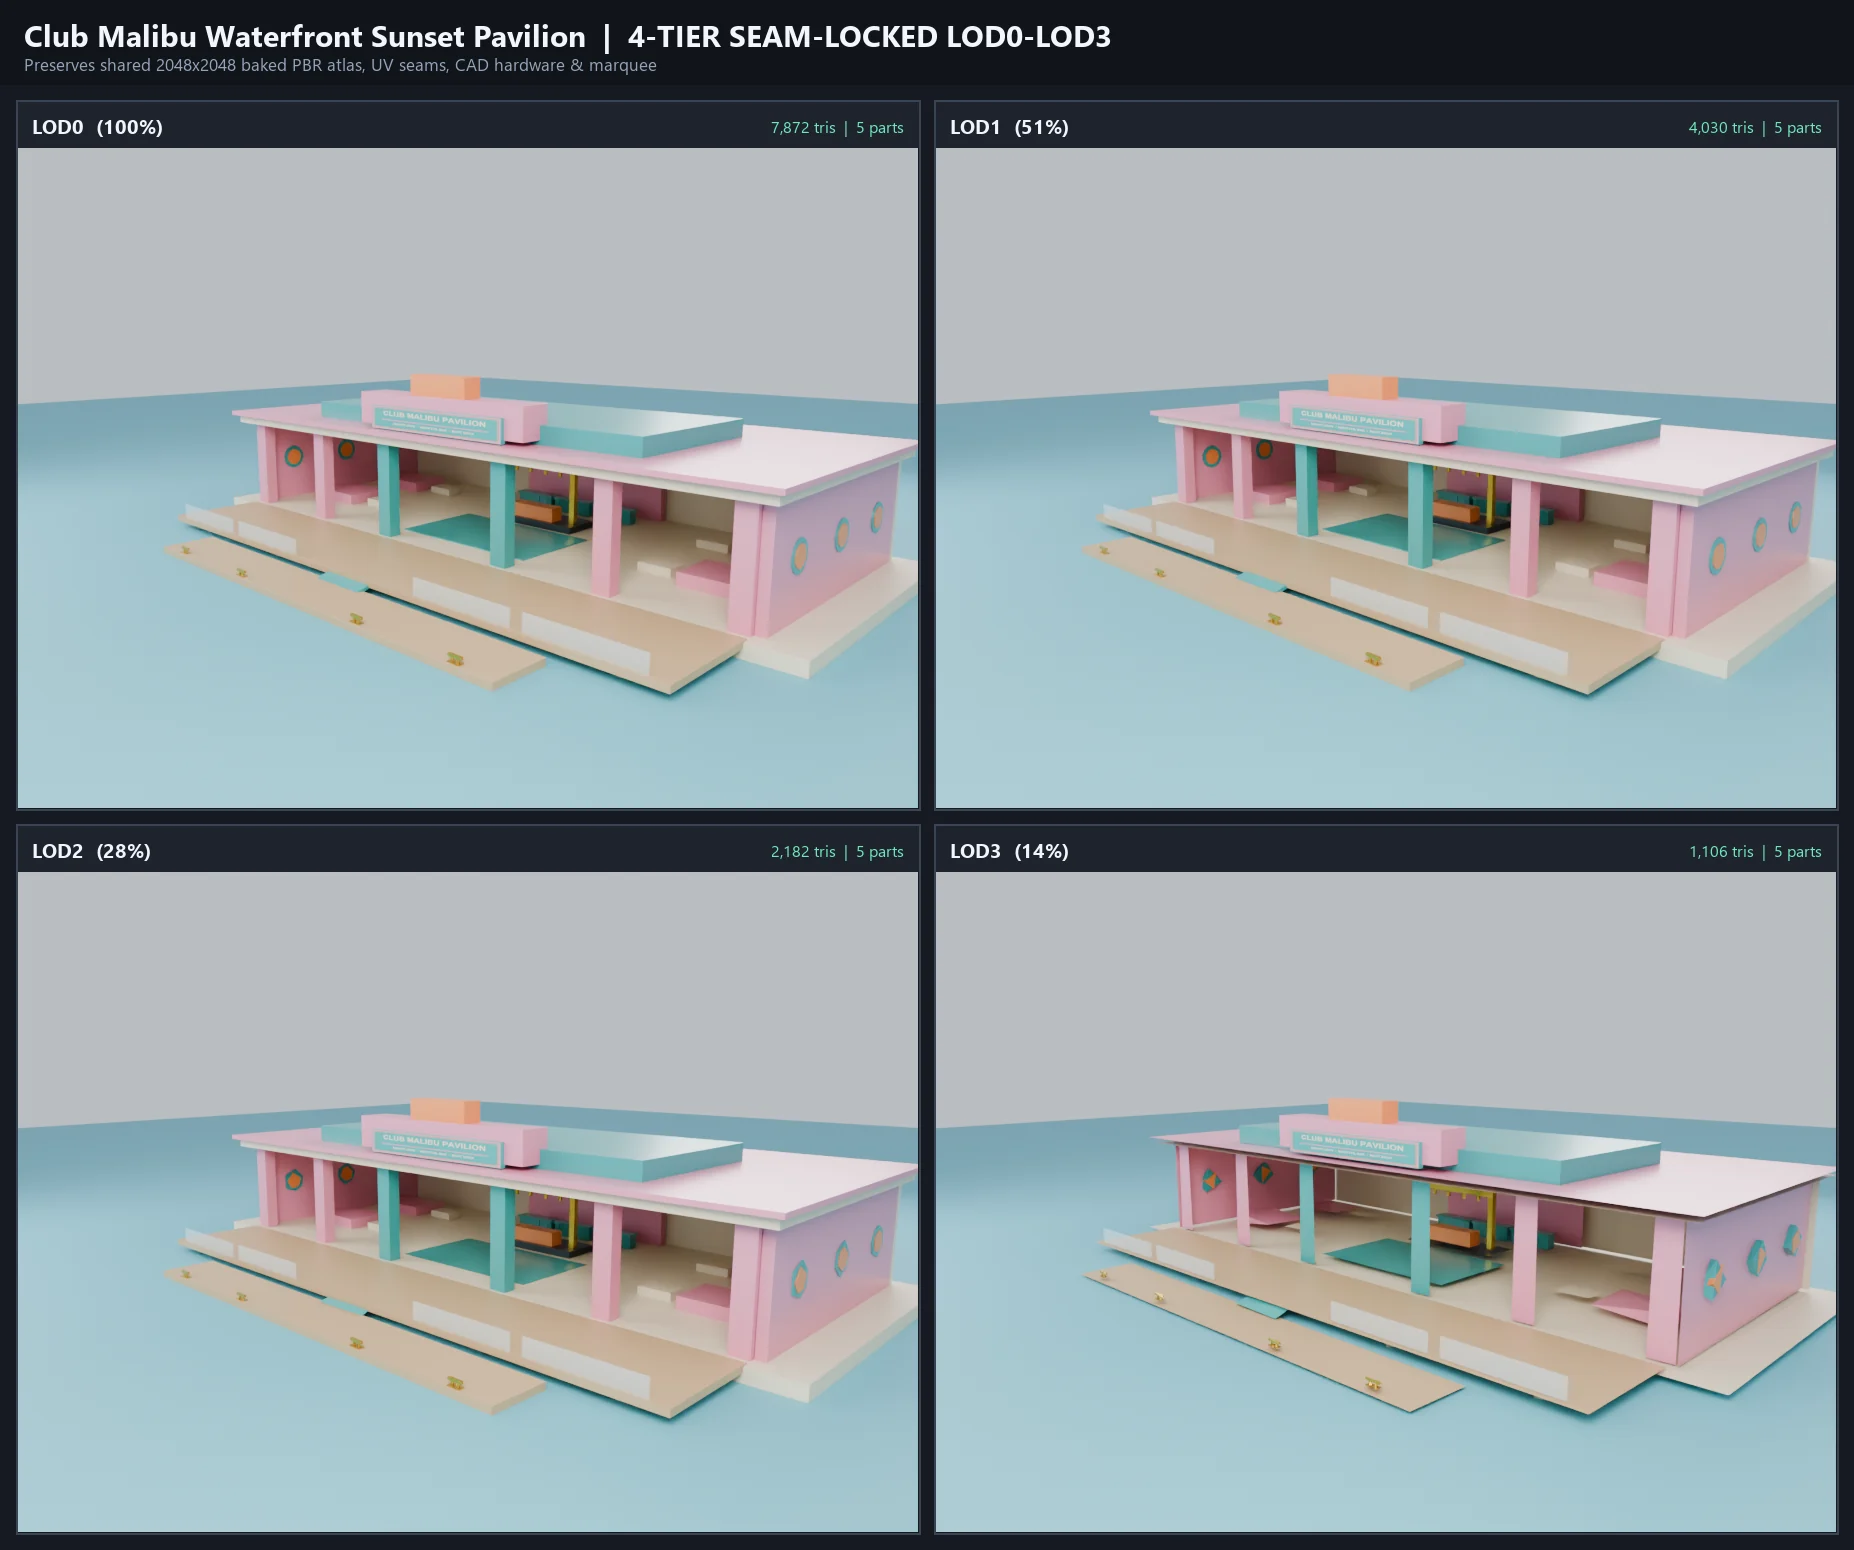 Club Malibu Waterfront Sunset Pavilion | 4-TIER SEAM-LOCKED LOD0-LOD3
Preserves shared 2048x2048 baked PBR atlas, UV seams, CAD hardware & marquee
LOD0 (100%)
7,872 tris | 5 parts
LOD1 (51%)
4,030 tris | 5 parts
CLUB MALIBU PAVILION
CLUB MALIBU PAVILION
LOD2 (28%)
2,182 tris | 5 parts
LOD3 (14%)
1,106 tris | 5 parts
CLUB MALIBU PAVILION
CLUB MALIBU PAVILION